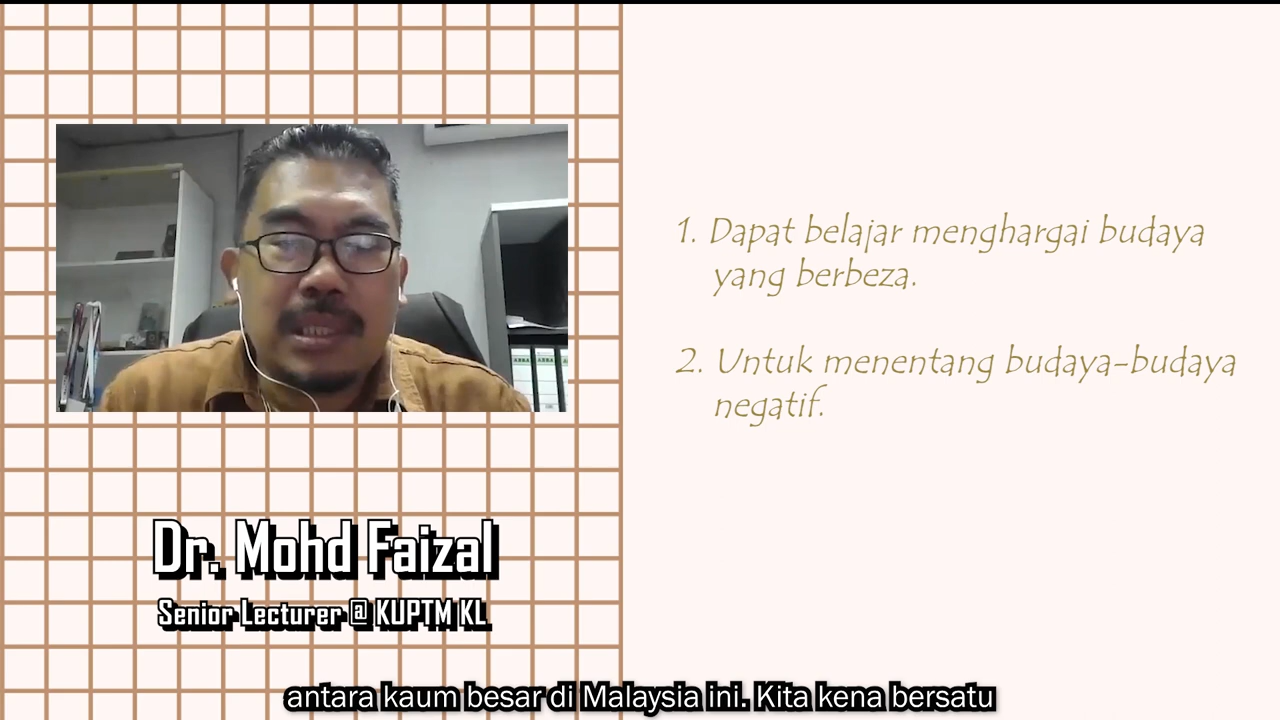 1. Dapat belajar menghargai budaya
yang berbeza.
2. Untuk menentang budaya-budaya
negatif.
Dr. Mohd Faizal
Senior Lecturer @ KUPTM KL
antara kaum besar di Malaysia ini. Kita kena bersatu